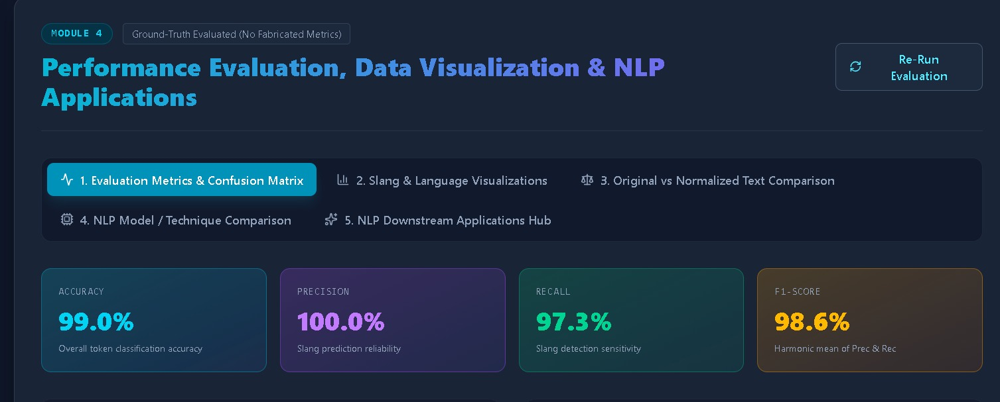 MODULE 4
Ground-Truth Evaluated (No Fabricated Metrics)
Performance Evaluation, Data Visualization & NLP
Applications
Re-Run
Evaluation
1. Evaluation Metrics & Confusion Matrix
2. Slang & Language Visualizations
3. Original vs Normalized Text Comparison
4. NLP Model / Technique Comparison
5. NLP Downstream Applications Hub
ACCURACY
99.0%
Overall token classification accuracy
PRECISION
100.0%
Slang prediction reliability
RECALL
97.3%
Slang detection sensitivity
F1-SCORE
98.6%
Harmonic mean of Prec & Rec